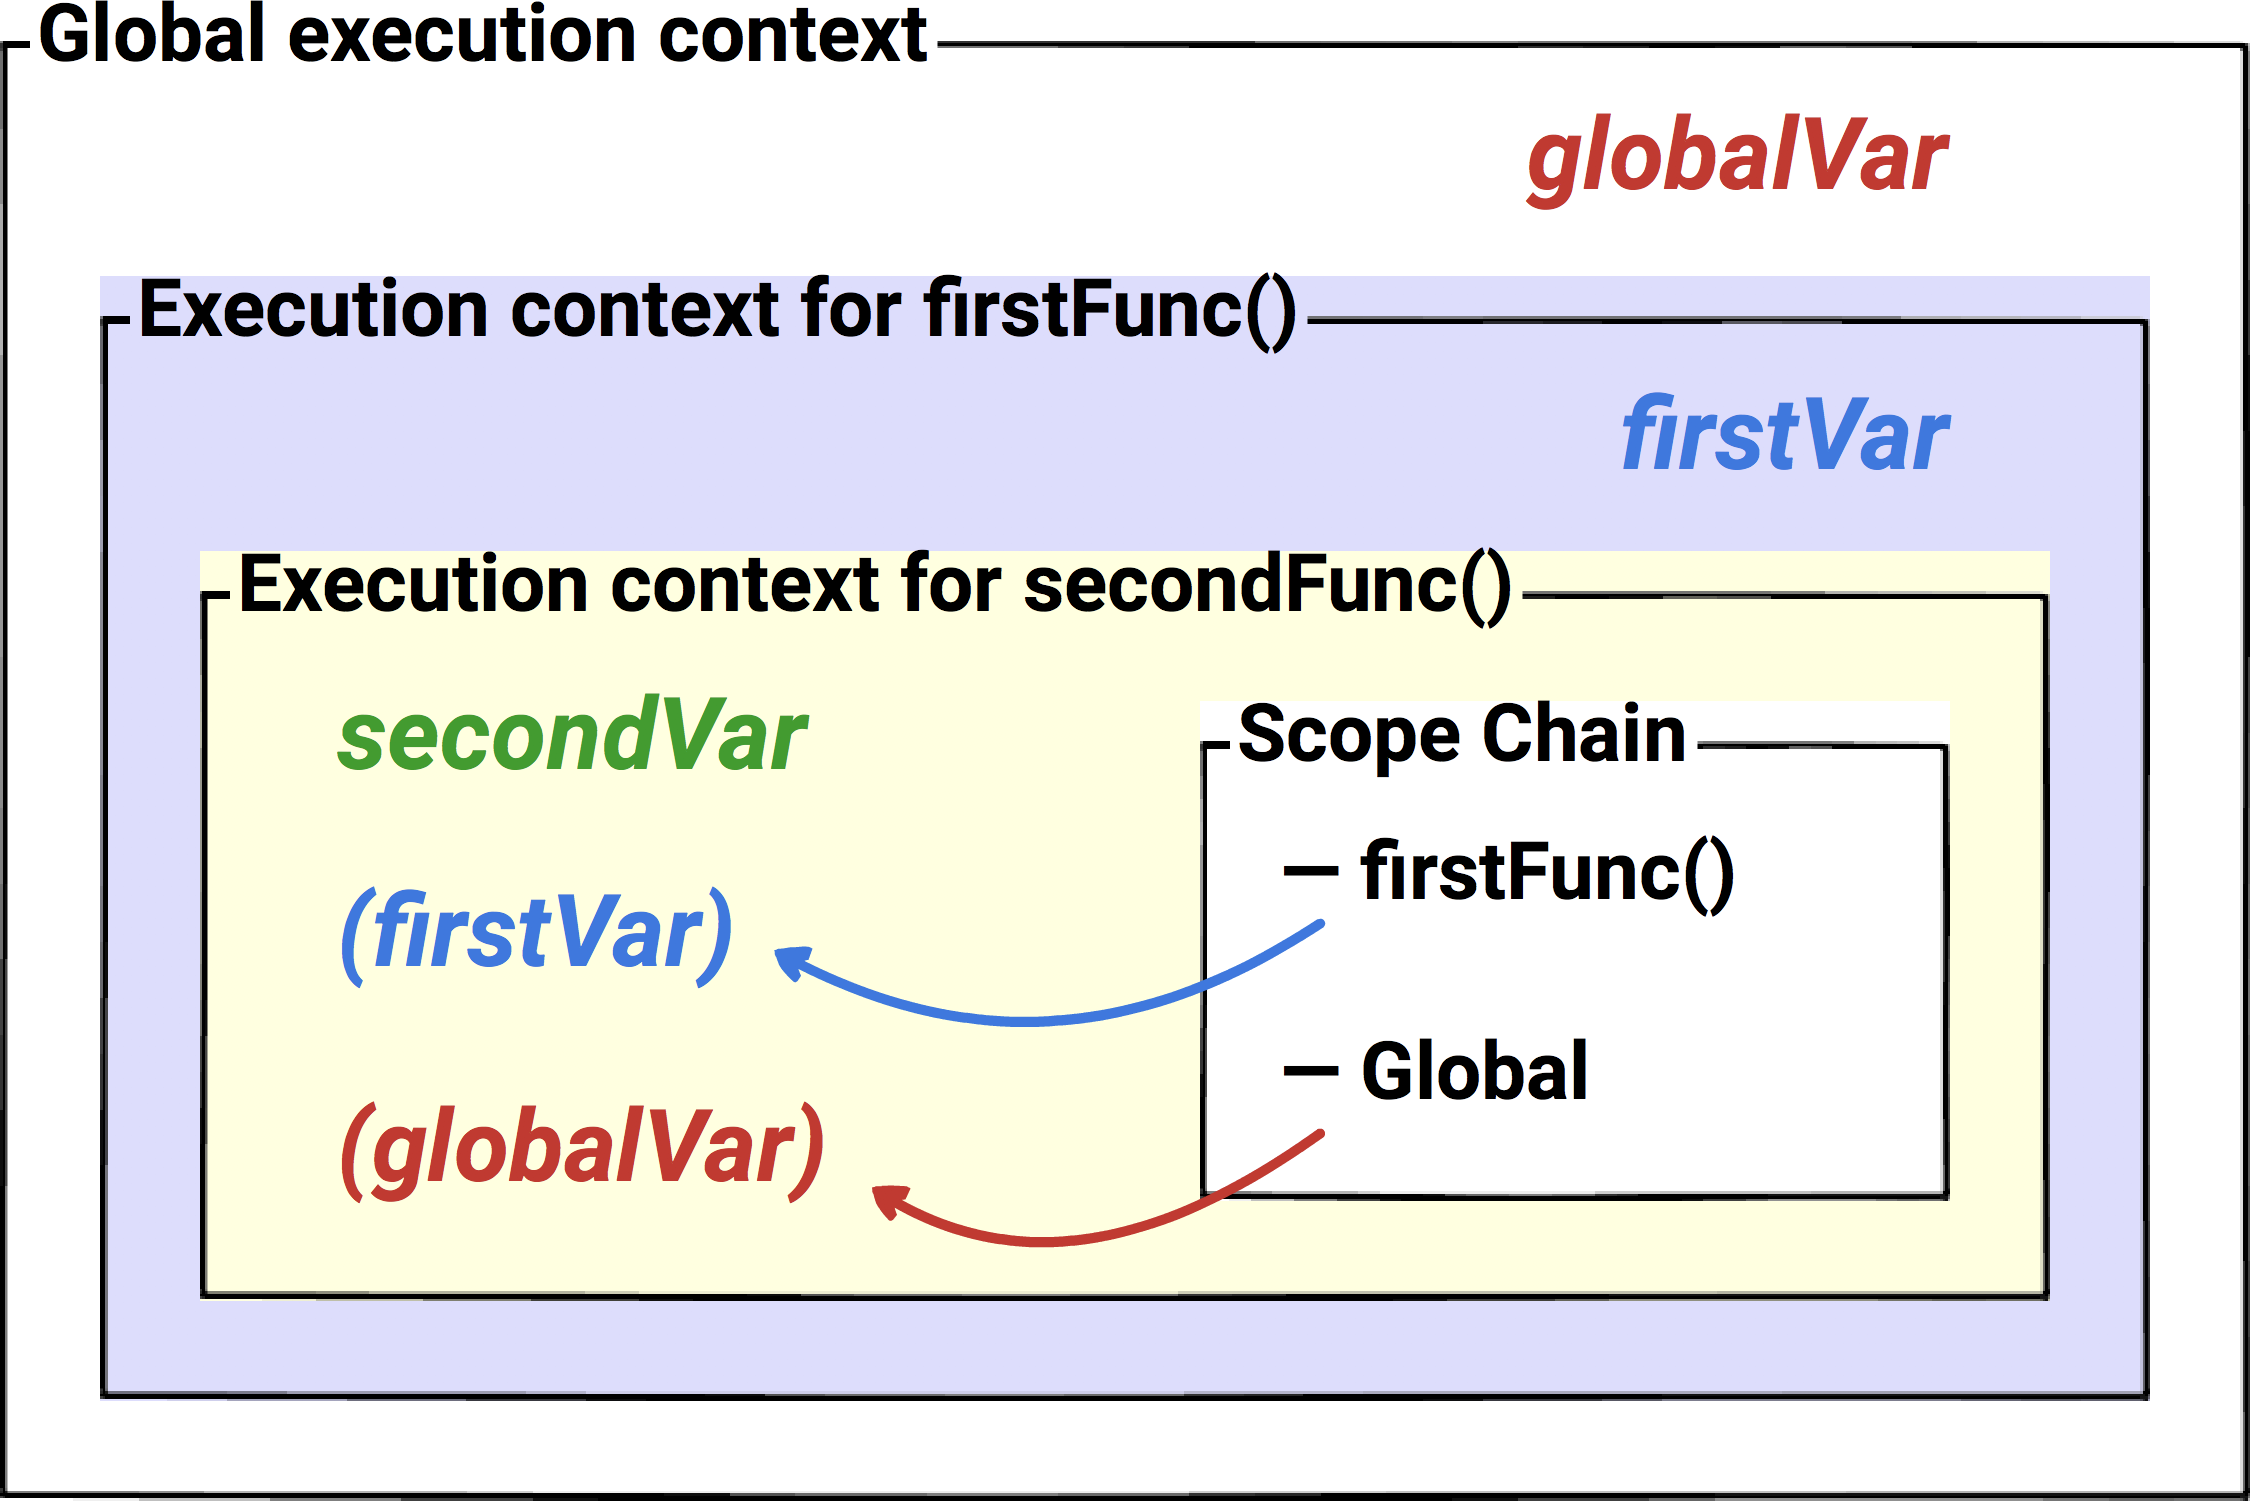 Global execution context
globalVar
Execution context for firstFunc()
firstVar
Execution context for secondFunc()
secondVar
Scope Chain
– firstFunc()
(firstVar)
– Global
(globalVar)